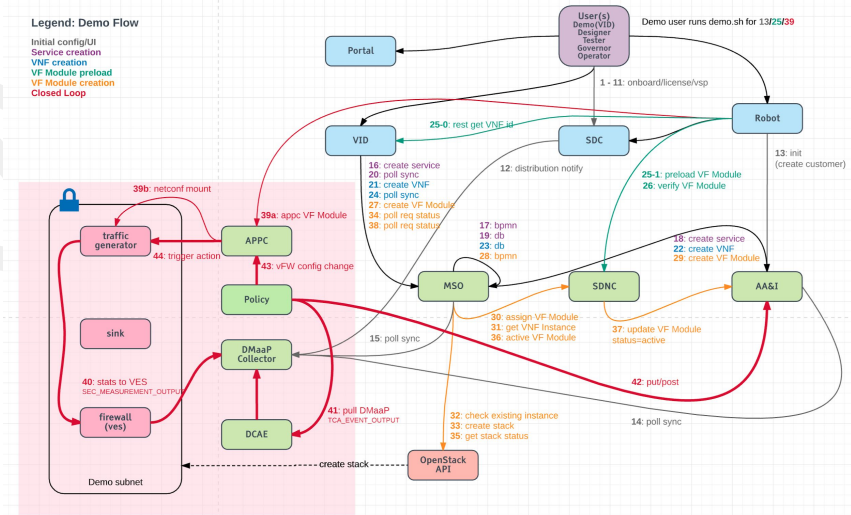 Legend: Demo Flow
Initial config/UI
Service creation
VNF creation
VF Module preload
VF Module creation
Closed Loop
User(s)
Demo(VID)
Designer
Tester
Governor
Operator
Demo user runs demo.sh for 13/25/39
Portal
1 - 11: onboard/license/vsp
Robot
25-0: rest get VNF id
VID
SDC
13: init
(create customer)
12: distribution notify
16: create service
20: poll sync
21: create VNF
24: poll sync
27: create VF Module
34: poll req status
38: poll req status
25-1: preload VF Module
26: verify VF Module
39b: netconf mount
39a: appc VF Module
17: bpmn
19: db
23: db
28: bpmn
18: create service
22: create VNF
29: create VF Module
traffic
generator
APPC
44: trigger action
43: vFW config change
MSO
SDNC
AA&I
Policy
30: assign VF Module
31: get VNF Instance
36: active VF Module
37: update VF Module
status=active
sink
15: poll sync
DMaaP
Collector
40: stats to VES
SEC_MEASUREMENT_OUTPUT
42: put/post
41: pull DMaaP
TCA_EVENT_OUTPUT
firewall
(ves)
DCAE
32: check existing instance
33: create stack
35: get stack status
14: poll sync
create stack
OpenStack
API
Demo subnet